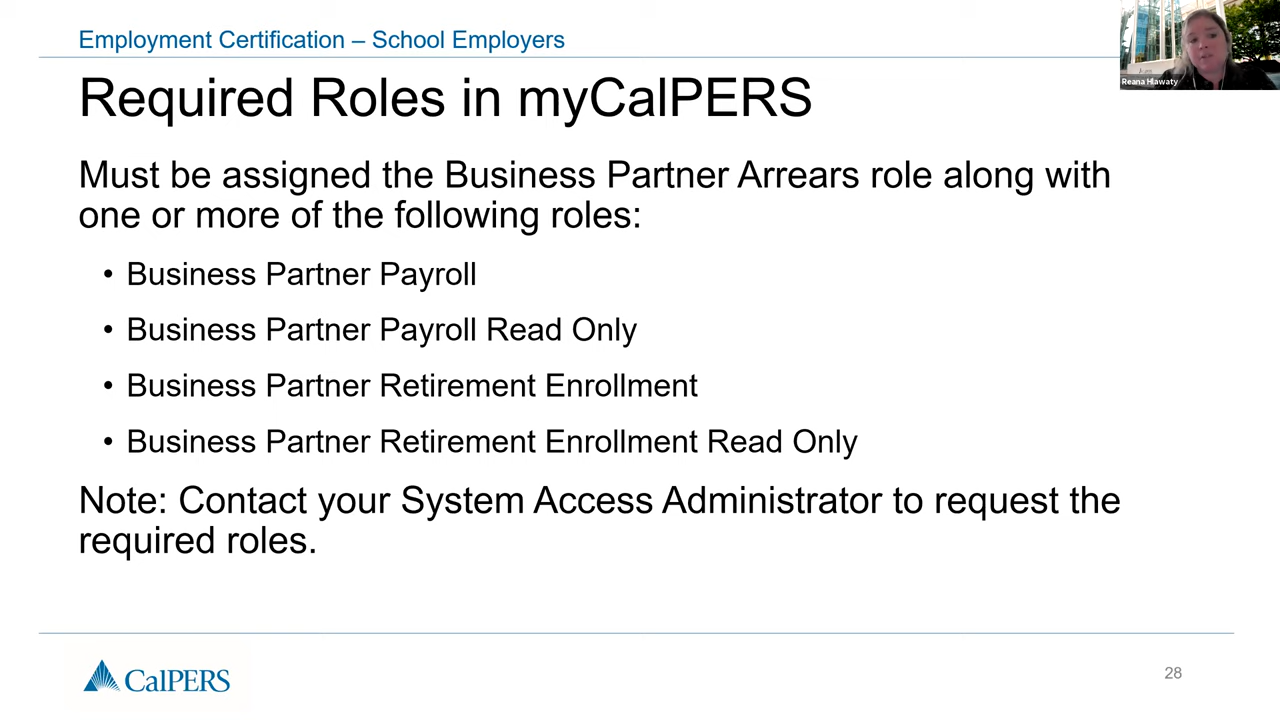 Employment Certification – School Employers
Reana Hlawaty
Required Roles in myCalPERS
Must be assigned the Business Partner Arrears role along with
one or more of the following roles:
• Business Partner Payroll
• Business Partner Payroll Read Only
• Business Partner Retirement Enrollment
• Business Partner Retirement Enrollment Read Only
Note: Contact your System Access Administrator to request the
required roles.
CalPERS
28